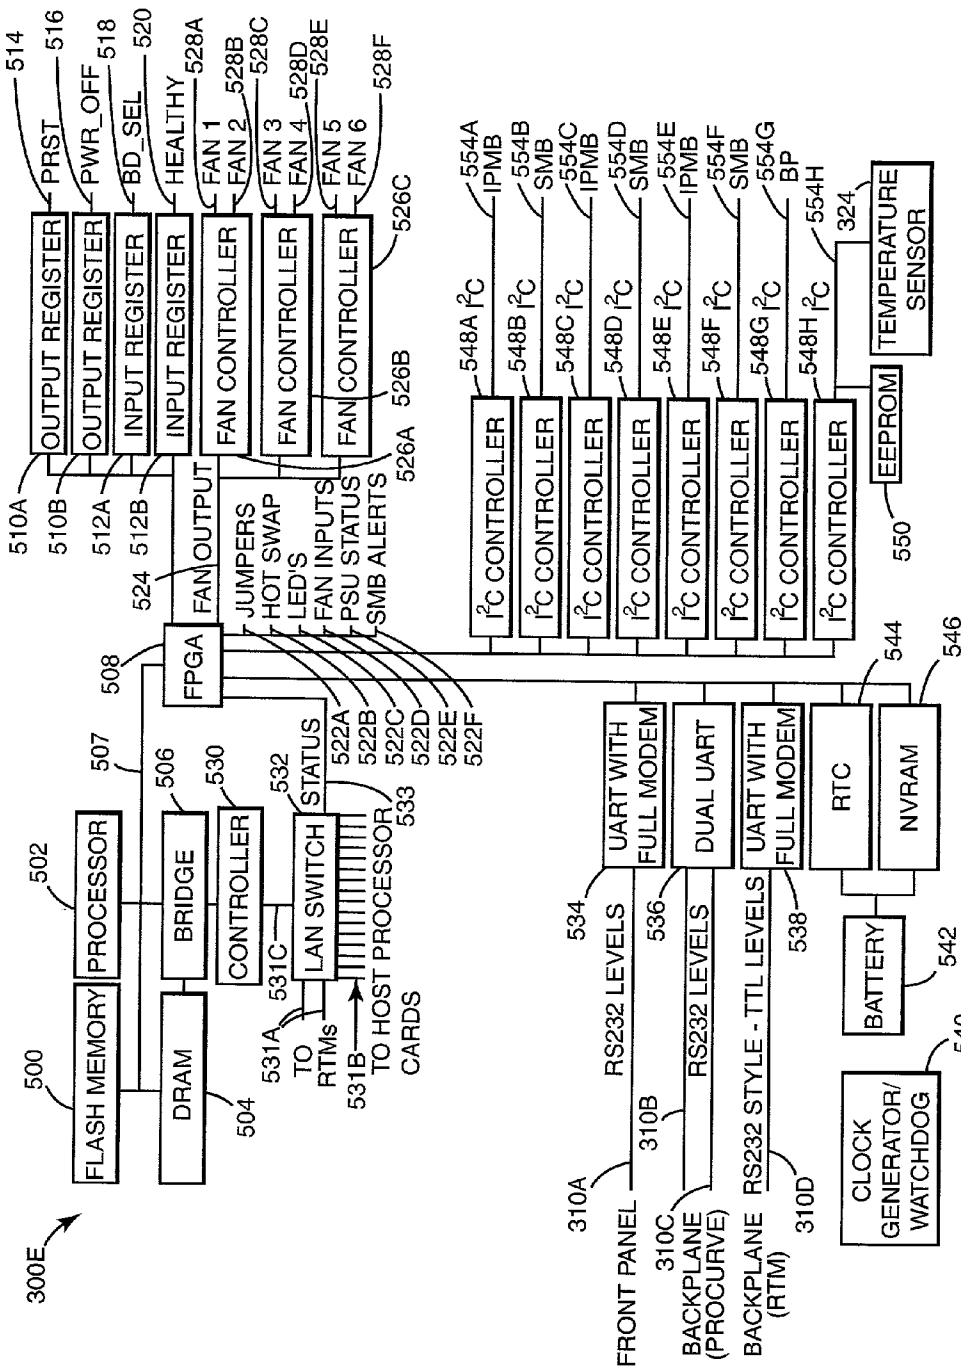 300E
500
FLASH MEMORY
502
PROCESSOR
507
508
FPGA
504
DRAM
506
BRIDGE
530
CONTROLLER
531C
532
LAN SWITCH
STATUS
533
531A
TO
RTMs
531B
TO HOST PROCESSOR
CARDS
510A
OUTPUT REGISTER
PRST
514
510B
OUTPUT REGISTER
PWR_OFF
516
512A
INPUT REGISTER
BD_SEL
518
512B
INPUT REGISTER
HEALTHY
520
FAN OUTPUT
524
FAN CONTROLLER
526A
FAN 1
528A
FAN 2
528B
FAN CONTROLLER
526B
FAN 3
528C
FAN 4
528D
FAN CONTROLLER
526C
FAN 5
528E
FAN 6
528F
522A
JUMPERS
522B
HOT SWAP
522C
LED'S
522D
FAN INPUTS
522E
PSU STATUS
522F
SMB ALERTS
I²C CONTROLLER
548A
I²C
554A
IPMB
I²C CONTROLLER
548B
I²C
554B
SMB
I²C CONTROLLER
548C
I²C
554C
IPMB
I²C CONTROLLER
548D
I²C
554D
SMB
I²C CONTROLLER
548E
I²C
554E
IPMB
I²C CONTROLLER
548F
I²C
554F
SMB
I²C CONTROLLER
548G
I²C
554G
BP
I²C CONTROLLER
548H
I²C
554H
550
EEPROM
324
TEMPERATURE
SENSOR
FRONT PANEL
310A
RS232 LEVELS
534
UART WITH
FULL MODEM
310B
BACKPLANE
(PROCURVE)
310C
RS232 LEVELS
536
DUAL UART
BACKPLANE
(RTM)
310D
RS232 STYLE - TTL LEVELS
538
UART WITH
FULL MODEM
RTC
544
NVRAM
546
BATTERY
542
CLOCK
GENERATOR/
WATCHDOG